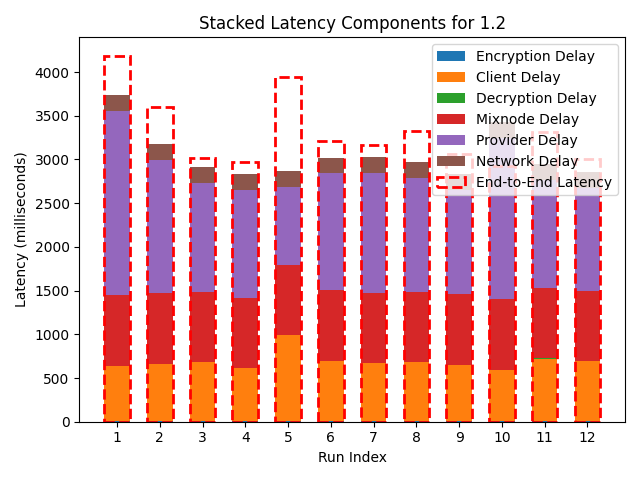 Stacked Latency Components for 1.2
Encryption Delay
Client Delay
Decryption Delay
Mixnode Delay
Provider Delay
Network Delay
End-to-End Latency
Latency (milliseconds)
4000
3500
3000
2500
2000
1500
1000
500
0
1 2 3 4 5 6 7 8 9 10 11 12
Run Index